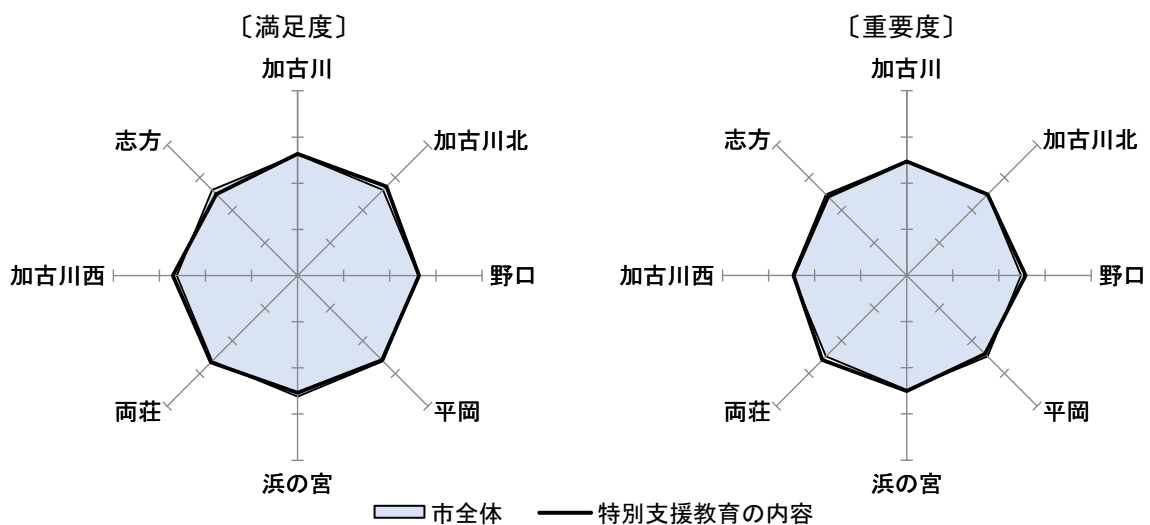 〔満足度〕
加古川
加古川北
野口
平岡
浜の宮
両荘
加古川西
志方
〔重要度〕
加古川
加古川北
野口
平岡
浜の宮
両荘
加古川西
志方
市全体
特別支援教育の内容